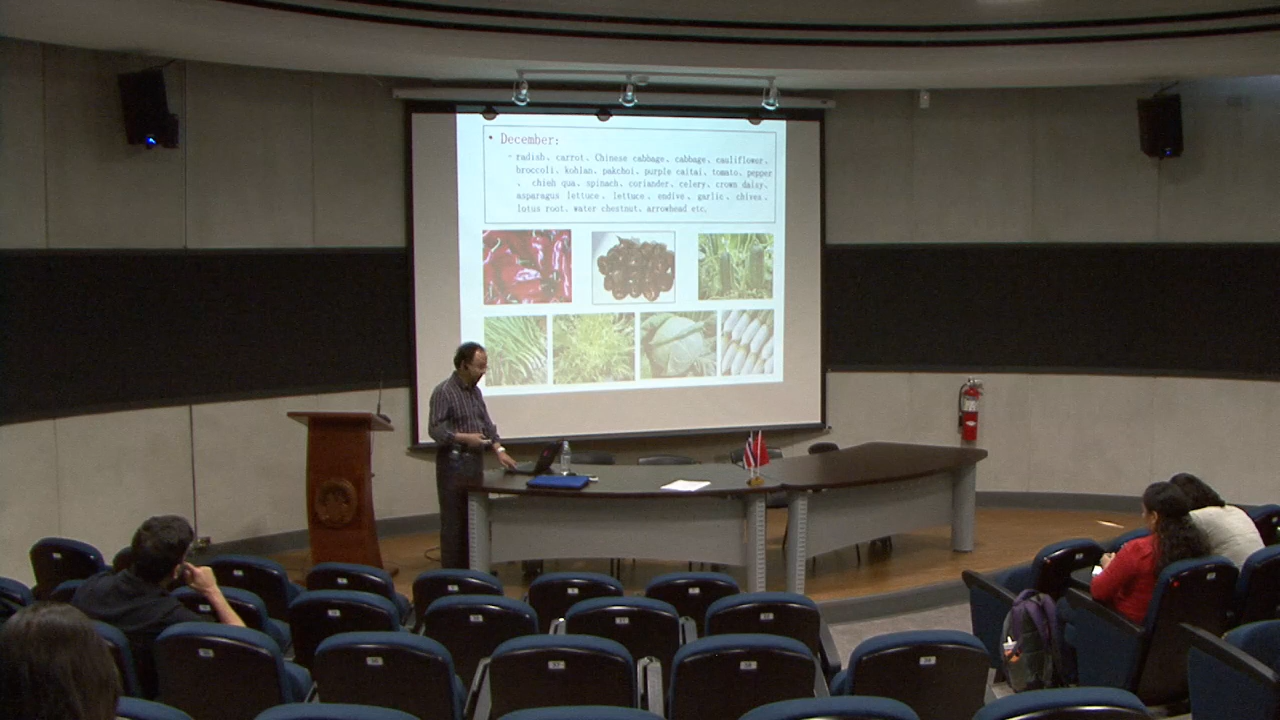 • December:
- radish、carrot、Chinese cabbage、cabbage、cauliflower、
broccoli、kohlan、pakchoi、purple caitai、tomato、pepper
、 chieh qua、spinach、coriander、celery、crown daisy、
asparagus lettuce、lettuce、endive、garlic、chives、
lotus root、water chestnut、arrowhead etc.